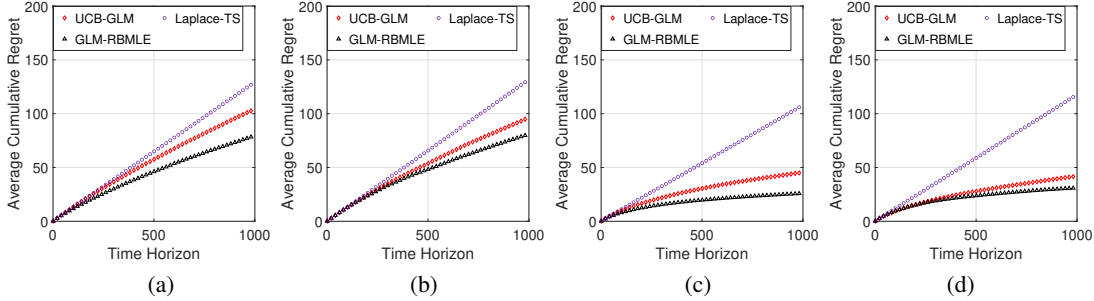 Average Cumulative Regret
200
150
100
50
0
UCB-GLM
Laplace-TS
GLM-RBMLE
0 500 1000
Time Horizon
(a)
Average Cumulative Regret
200
150
100
50
0
UCB-GLM
Laplace-TS
GLM-RBMLE
0 500 1000
Time Horizon
(b)
Average Cumulative Regret
200
150
100
50
0
UCB-GLM
Laplace-TS
GLM-RBMLE
0 500 1000
Time Horizon
(c)
Average Cumulative Regret
200
150
100
50
0
UCB-GLM
Laplace-TS
GLM-RBMLE
0 500 1000
Time Horizon
(d)